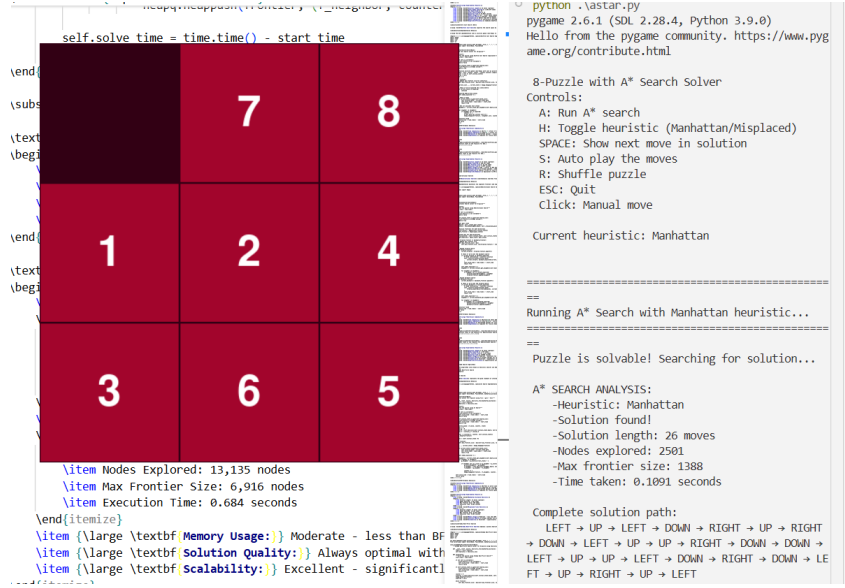 heapq.heappush(frontier, (f_neighbor, counter
self.solve_time = time.time() - start_time
\end{
\subs
\text
\begi
\end{
\text
\begi
7 8
1 2 4
3 6 5
\item Nodes Explored: 13,135 nodes
\item Max Frontier Size: 6,916 nodes
\item Execution Time: 0.684 seconds
\end{itemize}
\item {\large \textbf{Memory Usage:}} Moderate - less than BF
\item {\large \textbf{Solution Quality:}} Always optimal with
\item {\large \textbf{Scalability:}} Excellent - significantl
\end{itemize}
python .\astar.py
pygame 2.6.1 (SDL 2.28.4, Python 3.9.0)
Hello from the pygame community. https://www.pyg
ame.org/contribute.html
8-Puzzle with A* Search Solver
Controls:
A: Run A* search
H: Toggle heuristic (Manhattan/Misplaced)
SPACE: Show next move in solution
S: Auto play the moves
R: Shuffle puzzle
ESC: Quit
Click: Manual move
Current heuristic: Manhattan
================================================
==
Running A* Search with Manhattan heuristic...
================================================
==
Puzzle is solvable! Searching for solution...
A* SEARCH ANALYSIS:
-Heuristic: Manhattan
-Solution found!
-Solution length: 26 moves
-Nodes explored: 2501
-Max frontier size: 1388
-Time taken: 0.1091 seconds
Complete solution path:
LEFT → UP → LEFT → DOWN → RIGHT → UP → RIGHT
→ DOWN → LEFT → UP → UP → RIGHT → DOWN → DOWN →
LEFT → UP → UP → LEFT → DOWN → RIGHT → DOWN → LE
FT → UP → RIGHT → UP → LEFT